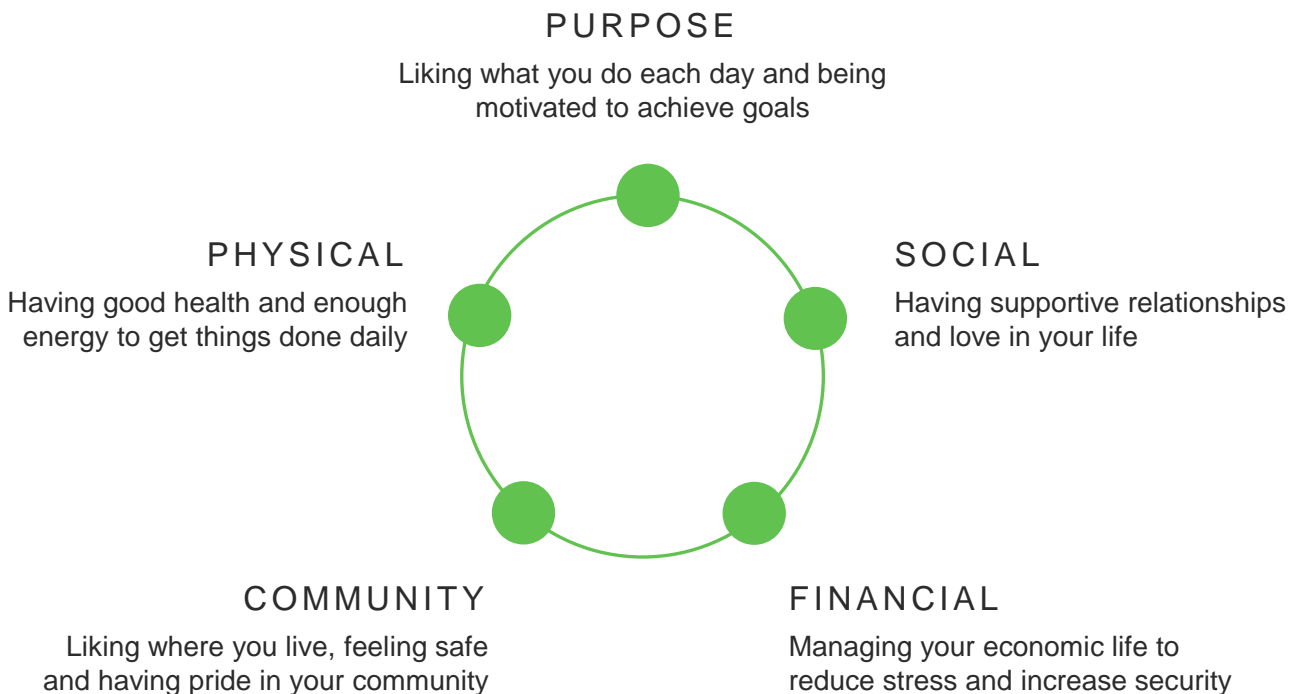 PURPOSE
Liking what you do each day and being
motivated to achieve goals
PHYSICAL
Having good health and enough
energy to get things done daily
SOCIAL
Having supportive relationships
and love in your life
COMMUNITY
Liking where you live, feeling safe
and having pride in your community
FINANCIAL
Managing your economic life to
reduce stress and increase security